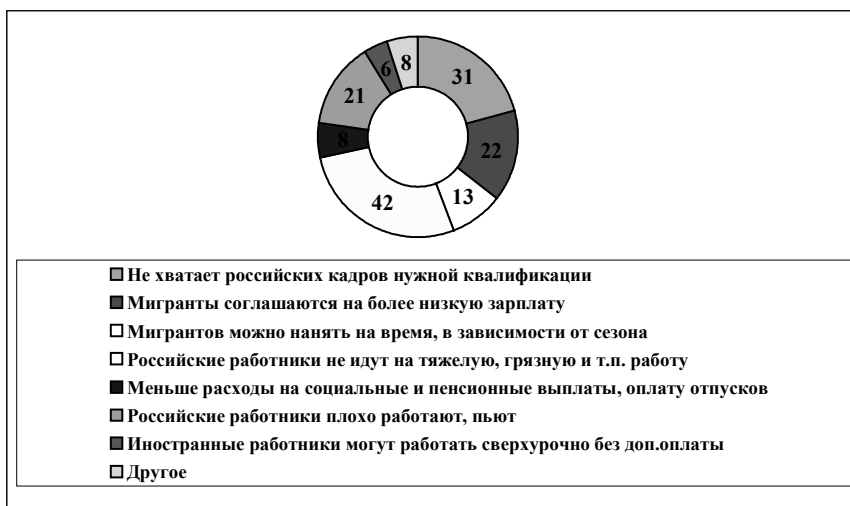 8
6
31
21
22
8
13
42
Не хватает российских кадров нужной квалификации
Мигранты соглашаются на более низкую зарплату
Мигрантов можно нанять на время, в зависимости от сезона
Российские работники не идут на тяжелую, грязную и т.п. работу
Меньше расходы на социальные и пенсионные выплаты, оплату отпусков
Российские работники плохо работают, пьют
Иностранные работники могут работать сверхурочно без доп.оплаты
Другое